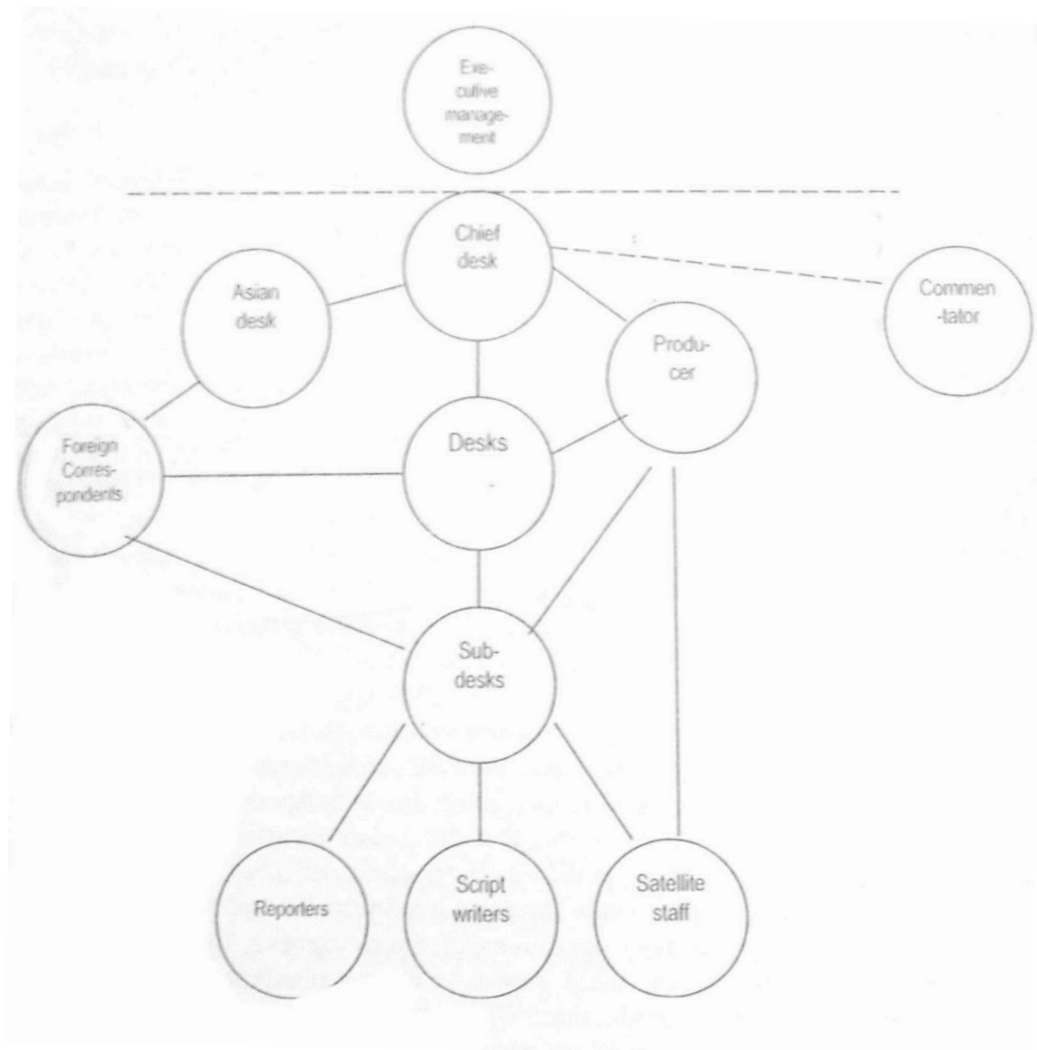 Exe-
cutive
manage-
ment
Chief
desk
Asian
desk
Commen
-tator
Produ-
cer
Foreign
Corres-
pondents
Desks
Sub-
desks
Reporters
Script
writers
Satellite
staff